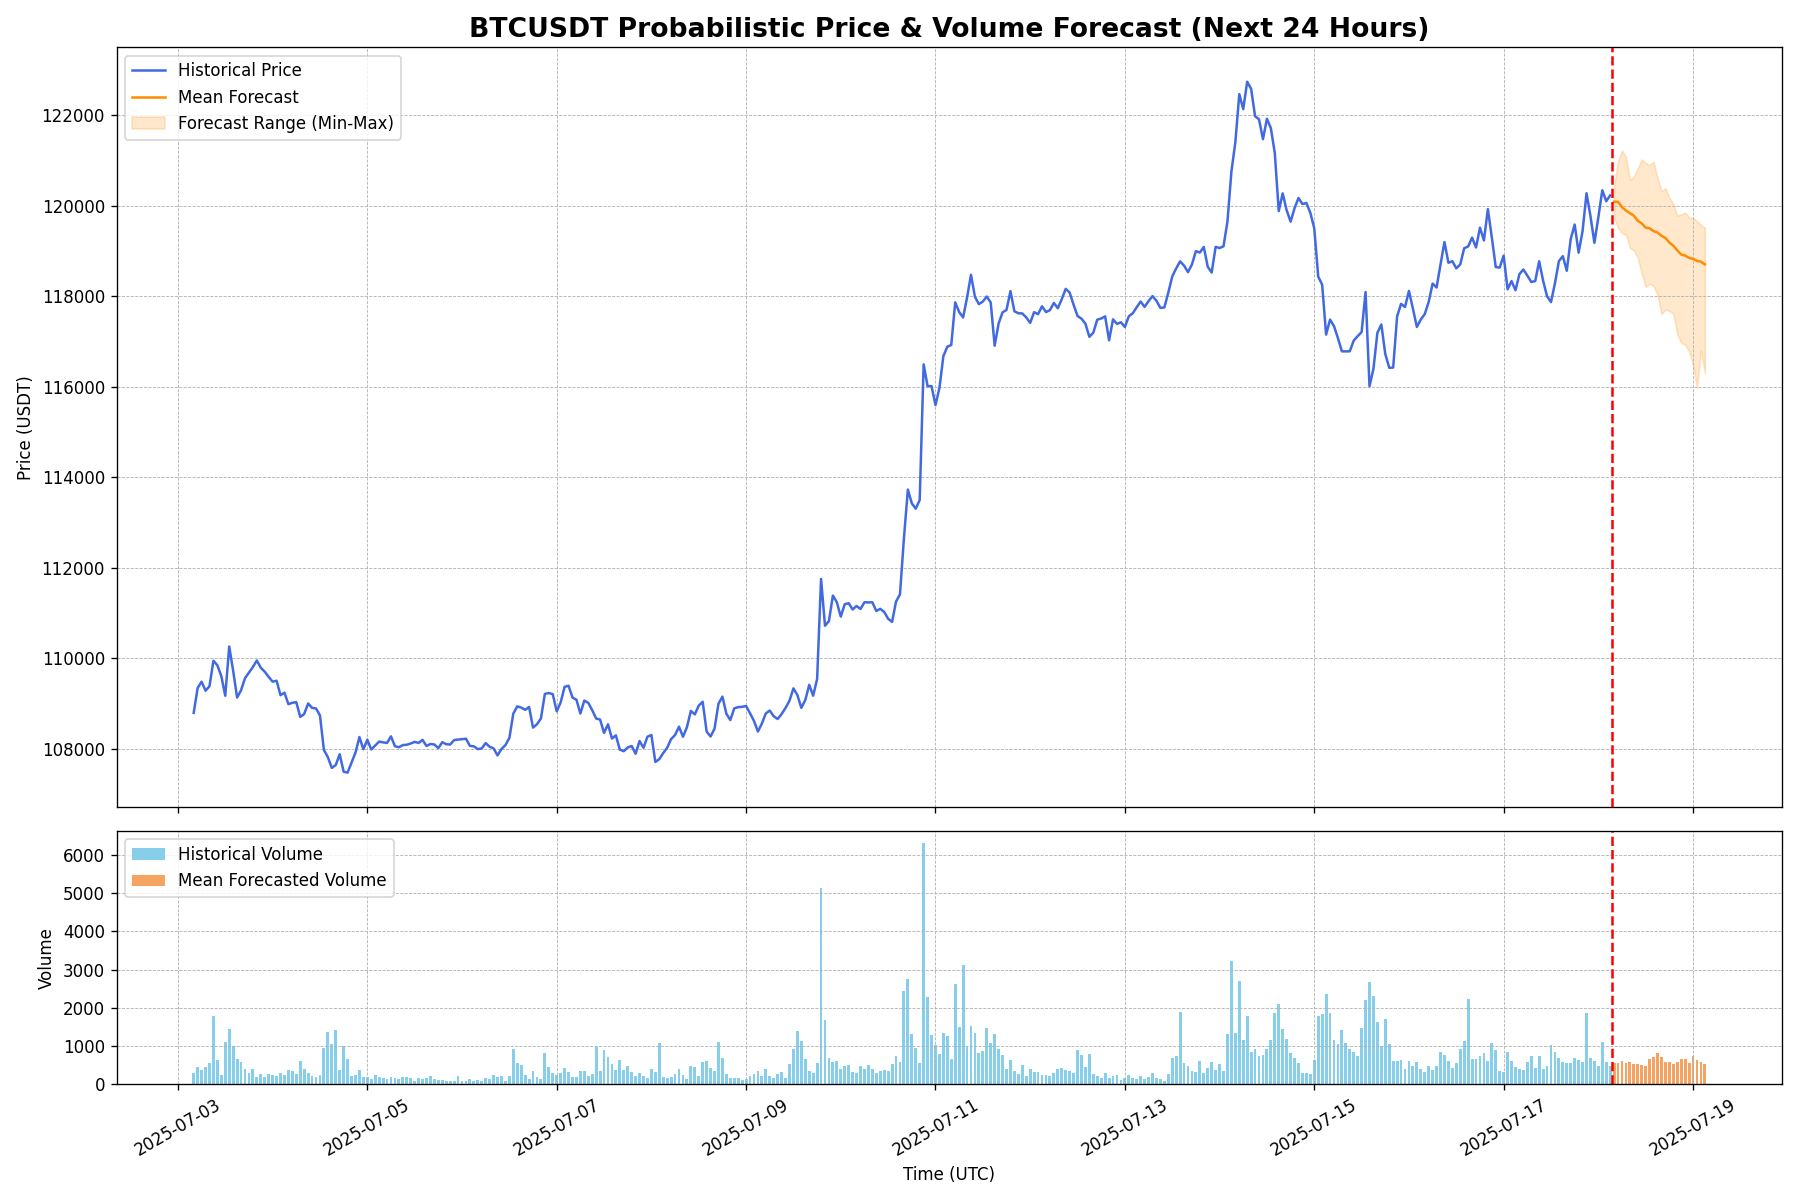 BTCUSDT Probabilistic Price & Volume Forecast (Next 24 Hours)
Historical Price
Mean Forecast
Forecast Range (Min-Max)
122000
120000
118000
116000
114000
112000
110000
108000
Price (USDT)
Historical Volume
Mean Forecasted Volume
6000
5000
4000
3000
2000
1000
0
Volume
2025-07-03
2025-07-05
2025-07-07
2025-07-09
2025-07-11
2025-07-13
2025-07-15
2025-07-17
2025-07-19
Time (UTC)